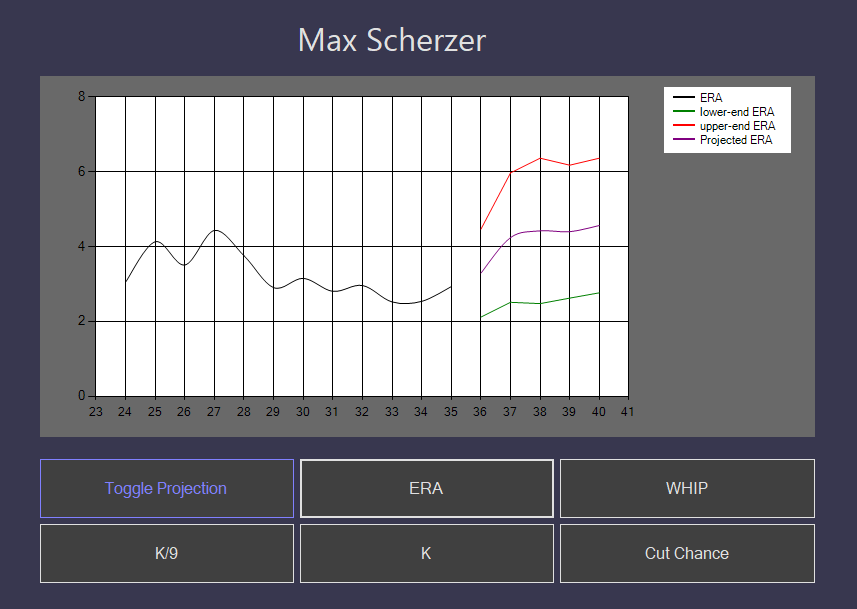 Max Scherzer
ERA
lower-end ERA
upper-end ERA
Projected ERA
8
6
4
2
0
23 24 25 26 27 28 29 30 31 32 33 34 35 36 37 38 39 40 41
Toggle Projection ERA WHIP
K/9 K Cut Chance